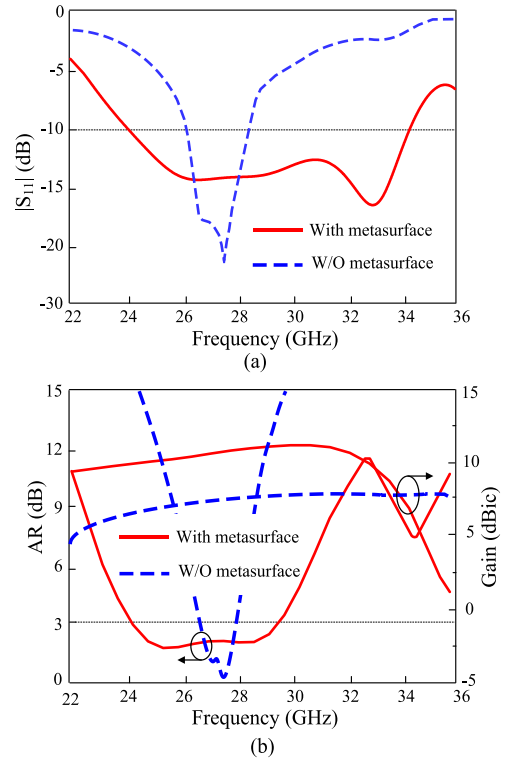 0
-5
-10
-15
-20
-30
|S11| (dB)
With metasurface
W/O metasurface
22 24 26 28 30 32 34 36
Frequency (GHz)
(a)
15
12
9
6
3
0
AR (dB)
15
10
5
0
-5
Gain (dBic)
With metasurface
W/O metasurface
22 24 26 28 30 32 34 36
Frequency (GHz)
(b)